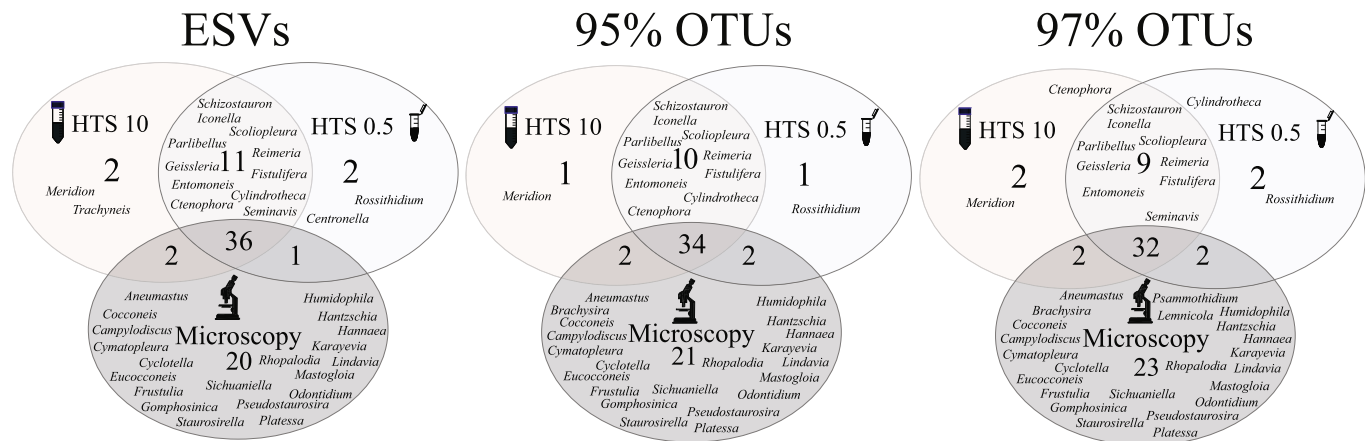 ESVs
HTS 10
2
Meridion
Trachyneis
Schizostauron
Iconella
Scoliopleura
Parlibellus
Geissleria 11 Reimeria
Fistulifera
Entomoneis
Cylindrotheca
Ctenophora
Seminavis
HTS 0.5
2
Rossithidium
Centronella
36
2
1
Aneumastus
Humidophila
Cocconeis
Hantzschia
Campylodiscus
Hannaea
Microscopy
Cymatopleura
Karayevia
Cyclotella
20
Rhopalodia
Lindavia
Eucocconeis
Mastogloia
Sichuaniella
Frustulia
Odontidium
Gomphosinica
Pseudostaurosira
Staurosirella
Platessa
95% OTUs
HTS 10
1
Meridion
Schizostauron
Iconella
Scoliopleura
Parlibellus
Geissleria 10 Reimeria
Fistulifera
Entomoneis
Cylindrotheca
Ctenophora
HTS 0.5
1
Rossithidium
34
2
2
Aneumastus
Humidophila
Brachysira
Cocconeis
Hantzschia
Campylodiscus
Hannaea
Microscopy
Cymatopleura
Karayevia
Cyclotella
21
Rhopalodia
Lindavia
Eucocconeis
Mastogloia
Sichuaniella
Frustulia
Odontidium
Gomphosinica
Pseudostaurosira
Staurosirella
Platessa
97% OTUs
Ctenophora
HTS 10
2
Meridion
Schizostauron
Iconella
Scoliopleura
Parlibellus
Geissleria 9 Reimeria
Fistulifera
Entomoneis
Seminavis
Cylindrotheca
HTS 0.5
2
Rossithidium
32
2
2
Aneumastus
Psammothidium
Brachysira
Lemnicola
Humidophila
Cocconeis
Hantzschia
Campylodiscus
Hannaea
Microscopy
Cymatopleura
Karayevia
Cyclotella
23
Rhopalodia
Lindavia
Eucocconeis
Mastogloia
Frustulia
Sichuaniella
Odontidium
Gomphosinica
Pseudostaurosira
Staurosirella
Platessa